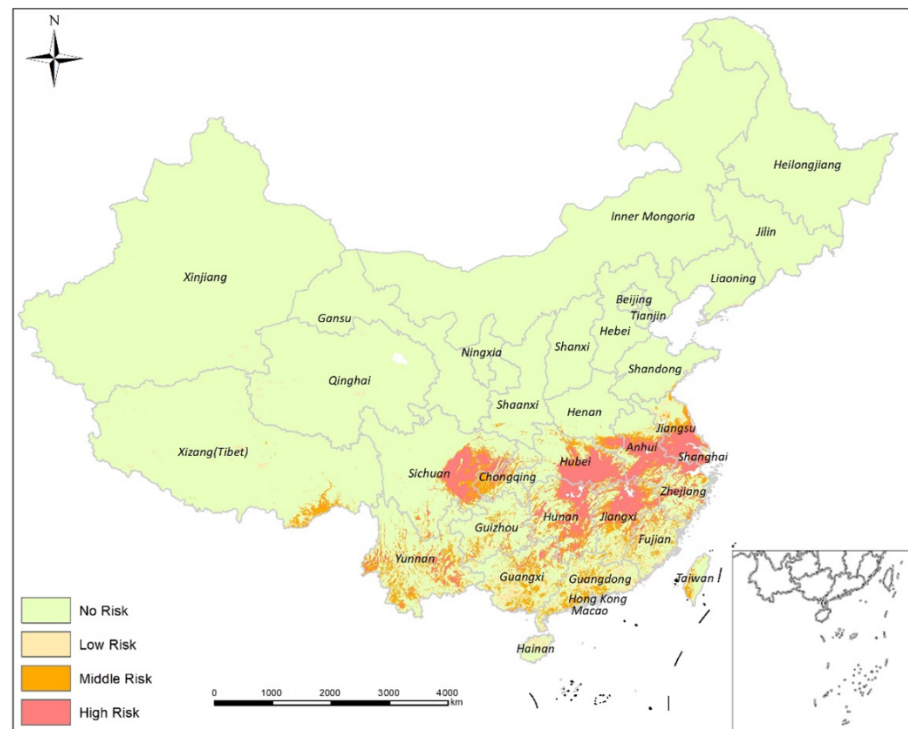 N
Heilongjiang
Inner Mongoria
Jilin
Xinjiang
Liaoning
Beijing
Tianjin
Gansu
Hebei
Ningxia
Shanxi
Shandong
Qinghai
Shaanxi
Henan
Jiangsu
Xizang(Tibet)
Anhui
Shanghai
Hubei
Sichuan
Chongqing
Zhejiang
Hunan
Jiangxi
Guizhou
Fujian
Yunnan
Guangxi
Guangdong
Taiwan
Hong Kong
Macao
Hainan
No Risk
Low Risk
Middle Risk
High Risk
0 1000 2000 3000 4000
km